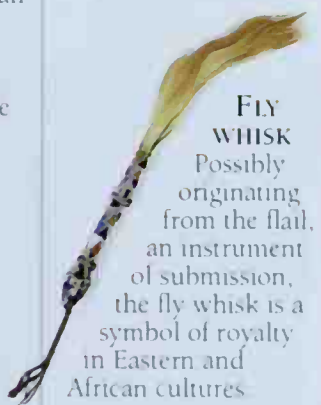 an
e
FLY
WHISK
Possibly
originating
from the flail,
an instrument
of submission,
the fly whisk is a
symbol of royalty
in Eastern and
African cultures